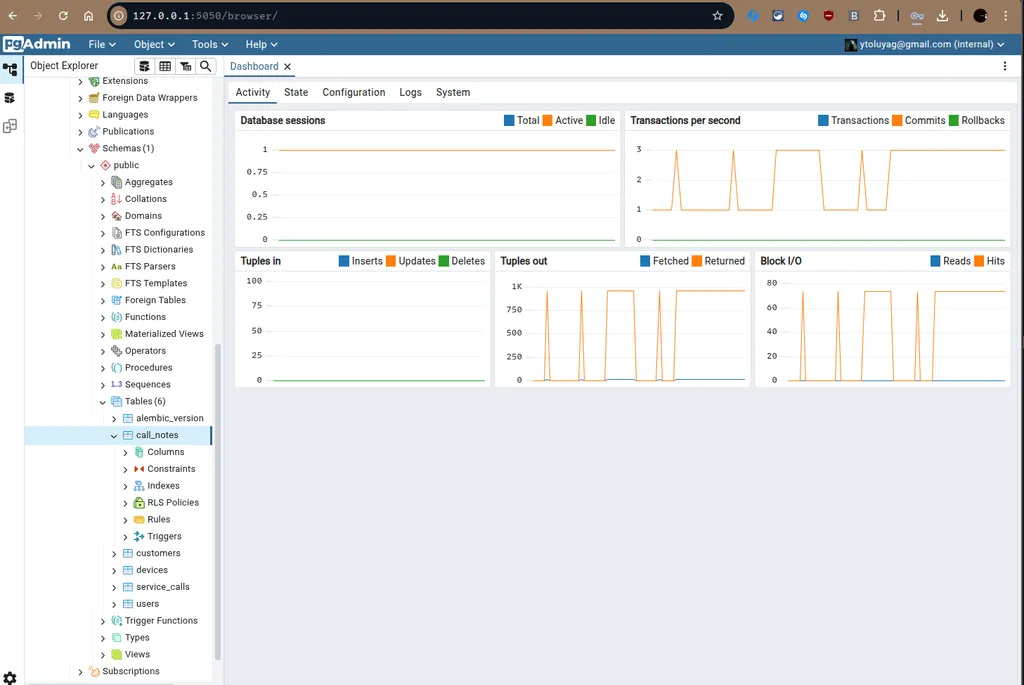 127.0.0.1:5050/browser/
pgAdmin File Object Tools Help ytoluyag@gmail.com (internal)
Object Explorer
Dashboard
Extensions
Foreign Data Wrappers
Languages
Publications
Schemas (1)
public
Aggregates
Collations
Domains
FTS Configurations
FTS Dictionaries
FTS Parsers
FTS Templates
Foreign Tables
Functions
Materialized Views
Operators
Procedures
1..3 Sequences
Tables (6)
alembic_version
call_notes
Columns
Constraints
Indexes
RLS Policies
Rules
Triggers
customers
devices
service_calls
users
Trigger Functions
Types
Views
Subscriptions
Activity State Configuration Logs System
Database sessions Total Active Idle
1
0.75
0.5
0.25
0
Transactions per second Transactions Commits Rollbacks
3
2
1
0
Tuples in Inserts Updates Deletes
100
75
50
25
0
Tuples out Fetched Returned
1K
750
500
250
0
Block I/O Reads Hits
80
60
40
20
0